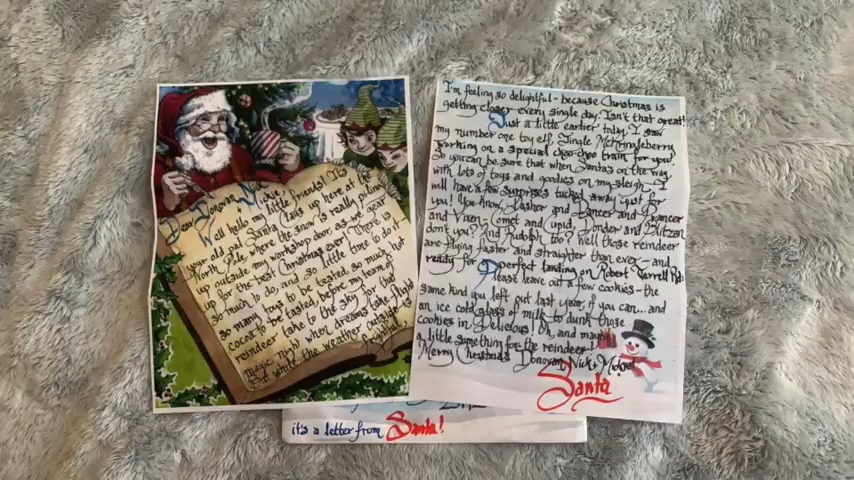 Dear Donovan, Nick
Well hello my little friends! It's
your old pal Santa Claus up here at the
North Pole where the snow is really piling
up outside my workshop door, as we gear
up for the best Christmas ever! There is
so much to do, and so little time to do it
so many toys to be tested, so much hot
cocoa to be tasted, before my team of
reindeer take to the sky for that
magic night when dreams take flight
But while the weather outside is
frightful,
I'm feeling so delightful - because Christmas is
getting closer every single day. Isn't that great!
Just a little earlier today, I saw
my number one toy elf, Jingle McKringleberry
working on a special choo-choo train for you!
So you can be sure that when Santa's on the way
with lots of toys and goodies on my sleigh - I
will have a few surprises tucked away just for
you! You know, Dasher and Dancer and Prancer
and Vixen - Comet and Cupid, Donder and Blitzen
don't you? And Rudolph too? Well those reindeer
are flying faster and straighter than ever - and
ready for a perfect landing on Robert Terrell Rd.
Please leave out a few cookies - the
same kind you left out last year, if you can... and
an ice cold glass of milk to dunk those
cookies in. Delicious! Oh, and maybe
a little something for the reindeer!
Merry Christmas Donovan, Nick &
Santa
it's a letter from Santa!